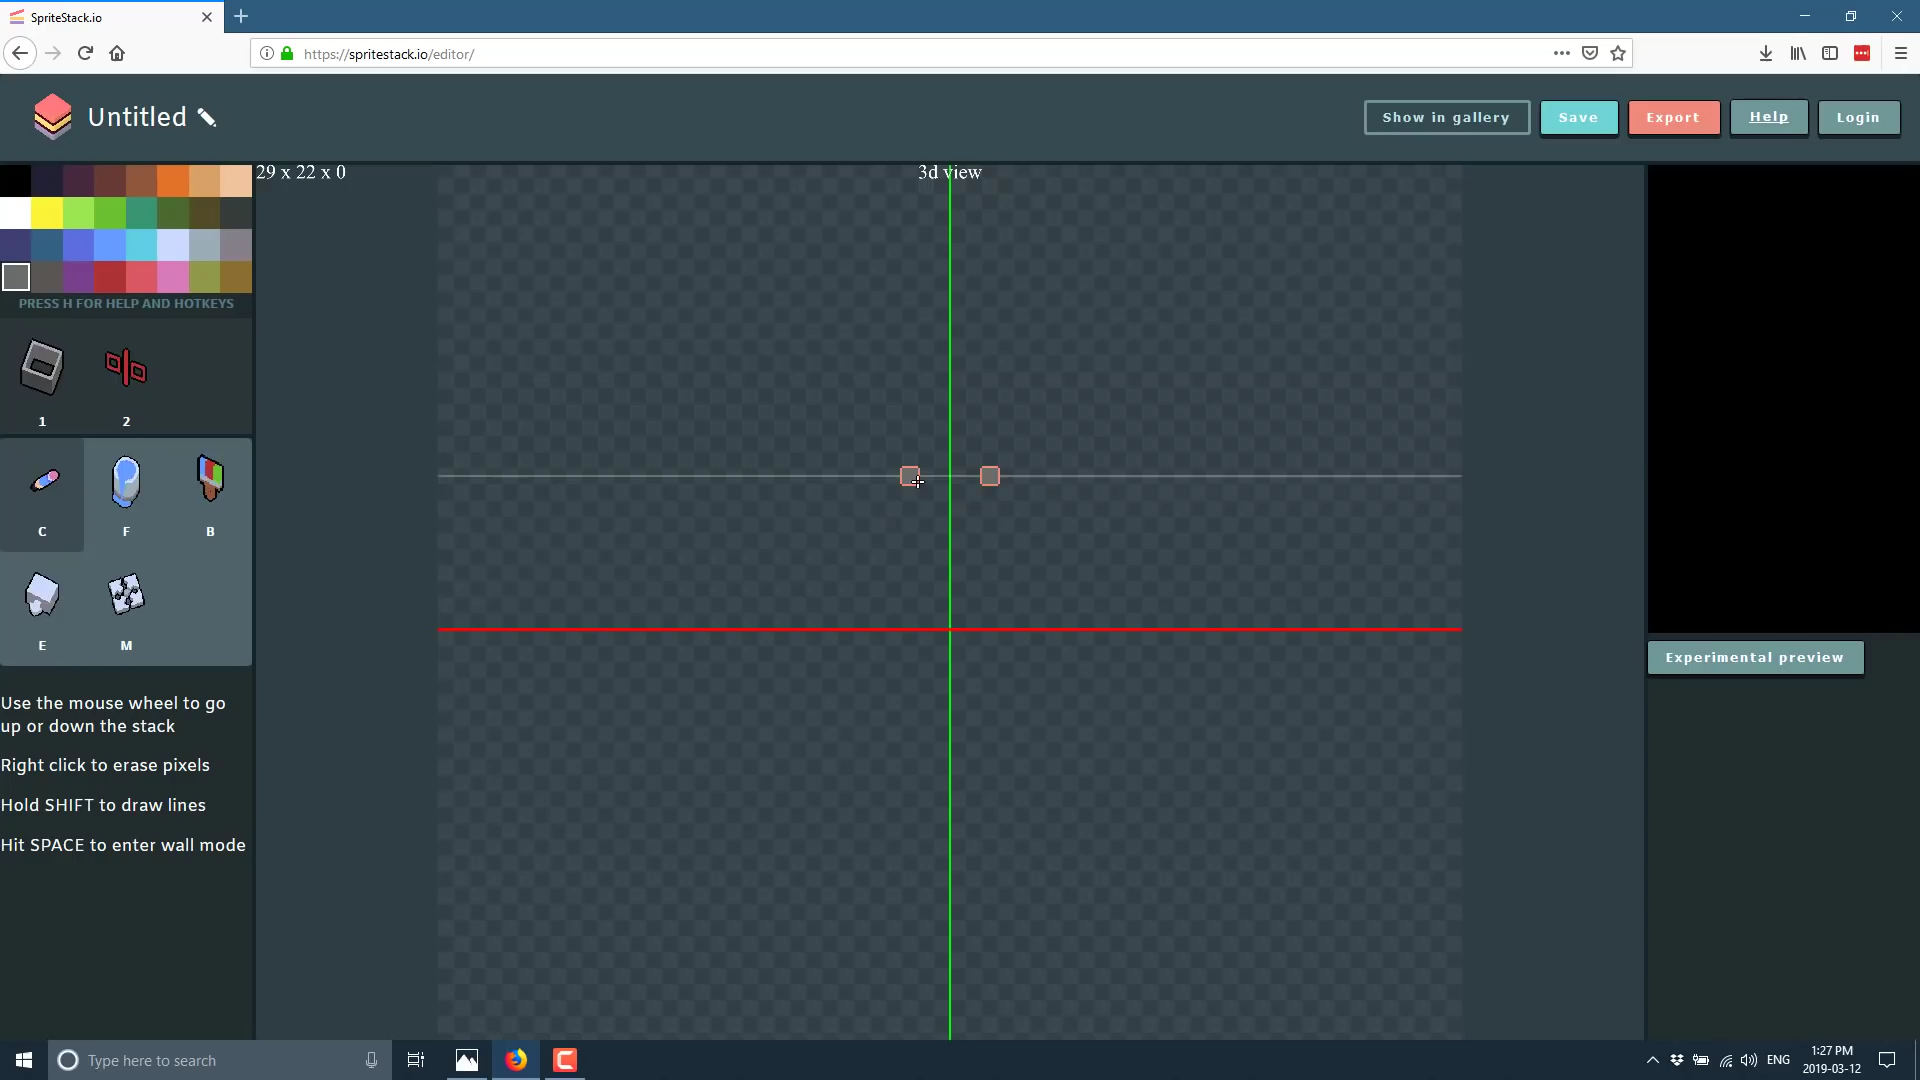 SpriteStack.io
https://spritestack.io/editor/
Untitled
Show in gallery
Save
Export
Help
Login
29 x 22 x 0
3d view
PRESS H FOR HELP AND HOTKEYS
1
2
C
F
B
E
M
Use the mouse wheel to go
up or down the stack
Right click to erase pixels
Hold SHIFT to draw lines
Hit SPACE to enter wall mode
Experimental preview
Type here to search
ENG
1:27 PM
2019-03-12